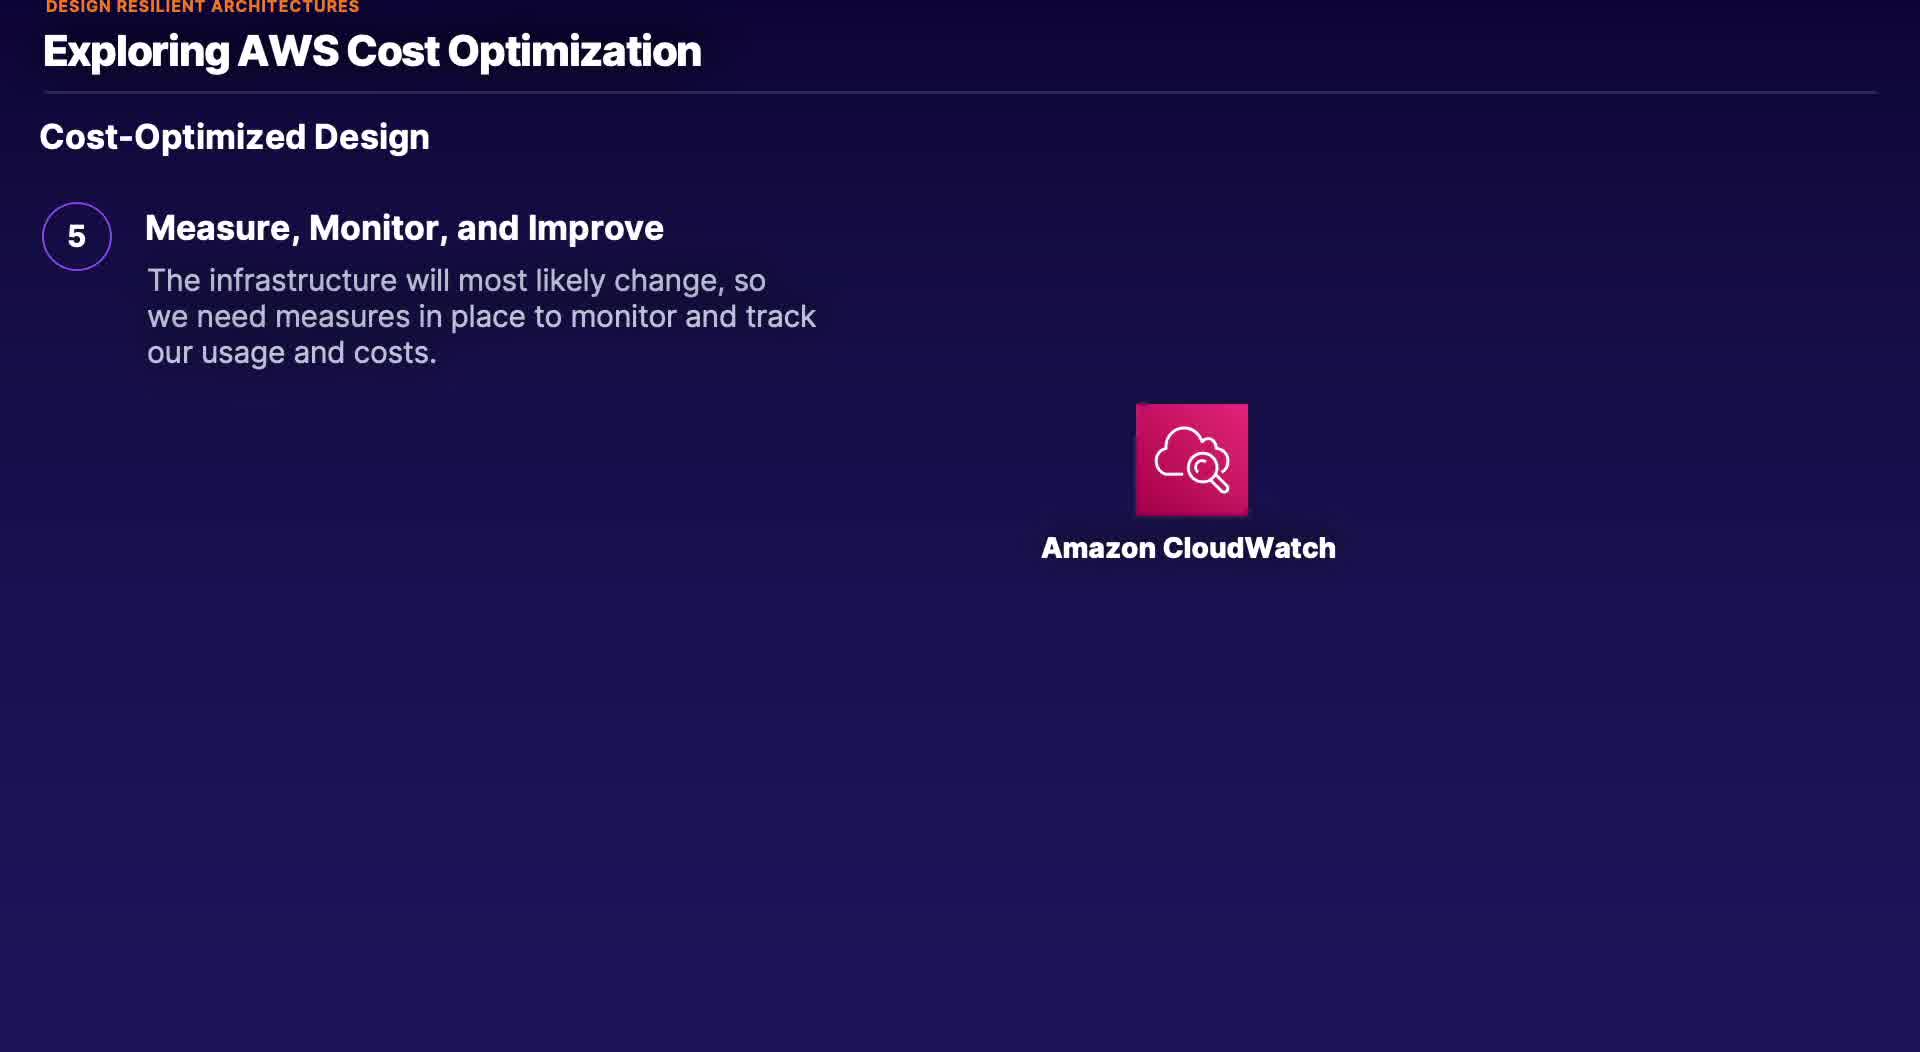 DESIGN RESILIENT ARCHITECTURES
Exploring AWS Cost Optimization
Cost-Optimized Design
5
Measure, Monitor, and Improve
The infrastructure will most likely change, so
we need measures in place to monitor and track
our usage and costs.
Amazon CloudWatch